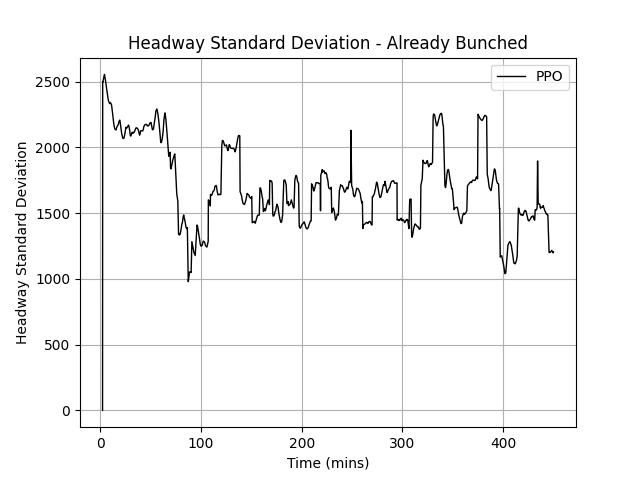 Headway Standard Deviation - Already Bunched
PPO
Headway Standard Deviation
2500
2000
1500
1000
500
0
0 100 200 300 400
Time (mins)